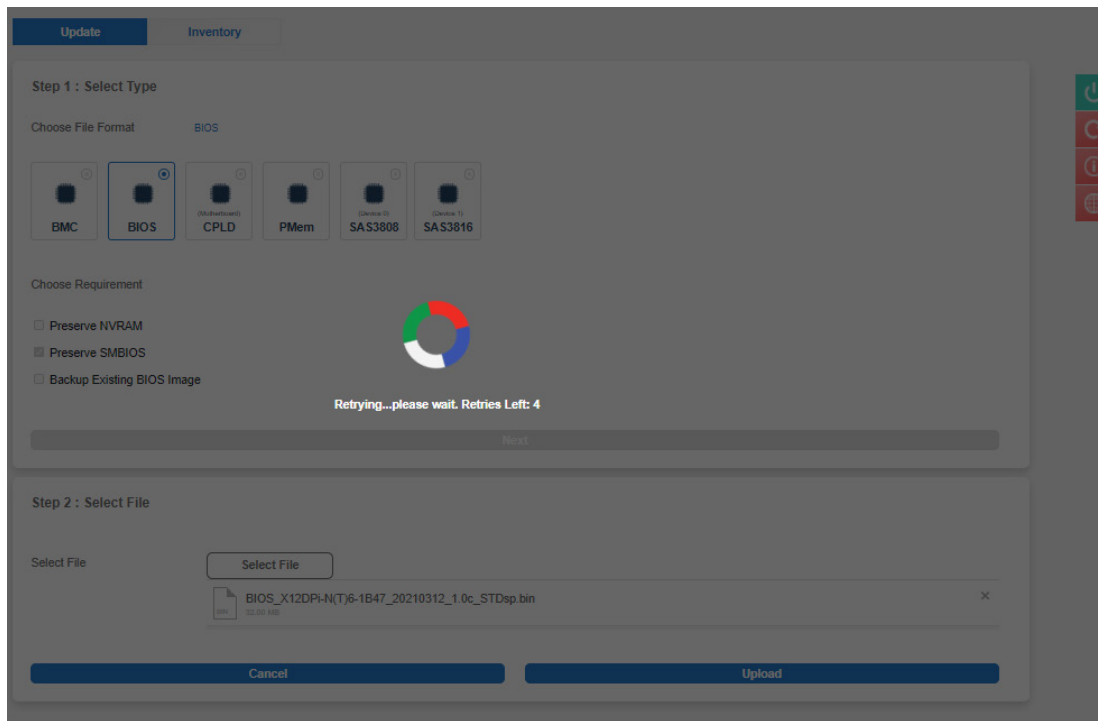 Update Inventory
Step 1 : Select Type
Choose File Format BIOS
(Motherboard) (Device 0) (Device 1)
BMC BIOS CPLD PMem SAS3808 SAS3816
Choose Requirement
Preserve NVRAM
Preserve SMBIOS
Backup Existing BIOS Image
Retrying...please wait. Retries Left: 4
Next
Step 2 : Select File
Select File Select File
BIOS_X12DPi-N(T)6-1B47_20210312_1.0c_STDsp.bin
32.00 MB
Cancel Upload